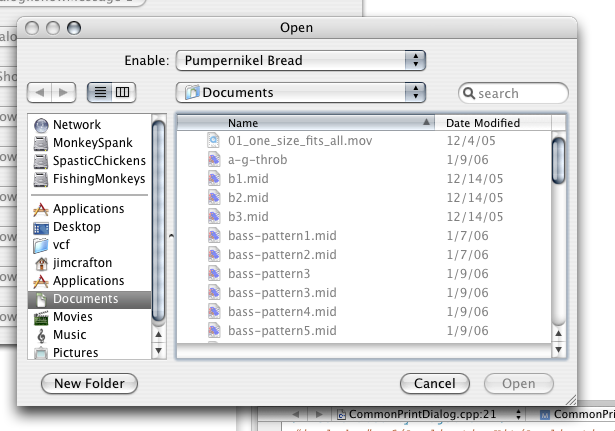 Open
Enable: Pumpernikel Bread
Documents
search
Network
MonkeySpank
SpasticChickens
FishingMonkeys
Applications
Desktop
vcf
jimcrafton
Applications
Documents
Movies
Music
Pictures
Name Date Modified
01_one_size_fits_all.mov 12/4/05
a-g-throb 1/9/06
b1.mid 12/14/05
b2.mid 12/14/05
b3.mid 12/14/05
bass-pattern1.mid 1/7/06
bass-pattern2.mid 1/7/06
bass-pattern3 1/9/06
bass-pattern3.mid 1/9/06
bass-pattern4.mid 1/9/06
bass-pattern5.mid 1/9/06
New Folder Cancel Open
CommonPrintDialog.cpp:21 CommonPrint